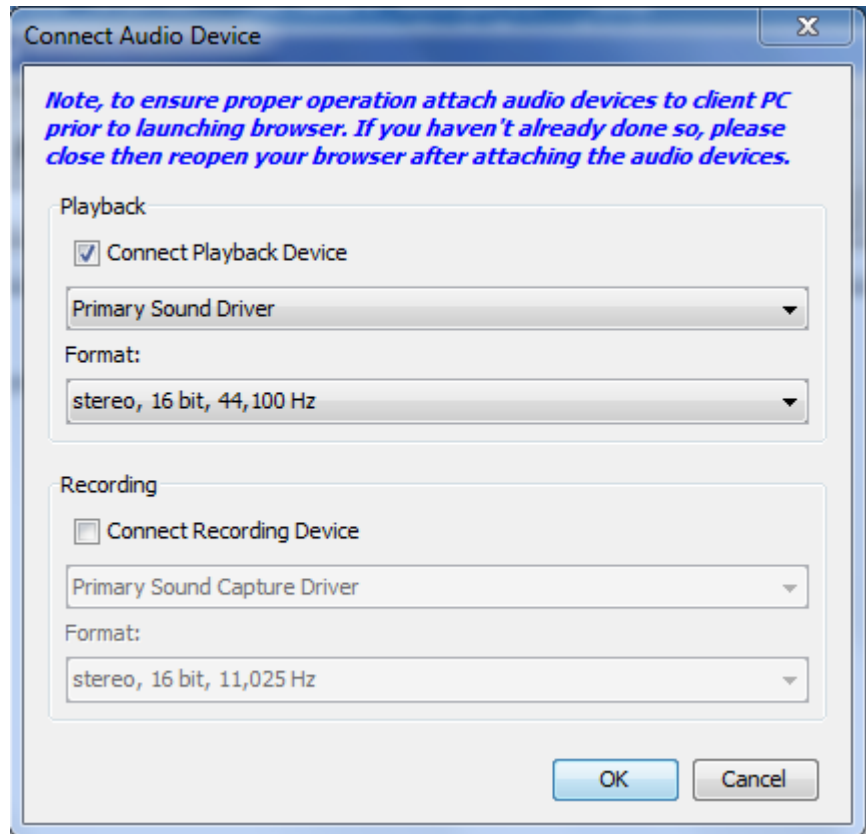 Connect Audio Device
Note, to ensure proper operation attach audio devices to client PC
prior to launching browser. If you haven't already done so, please
close then reopen your browser after attaching the audio devices.
Playback
Connect Playback Device
Primary Sound Driver
Format:
stereo, 16 bit, 44,100 Hz
Recording
Connect Recording Device
Primary Sound Capture Driver
Format:
stereo, 16 bit, 11,025 Hz
OK Cancel